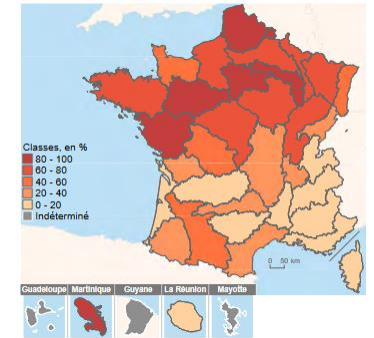 Classes, en %
80 - 100
60 - 80
40 - 60
20 - 40
0 - 20
Indéterminé
0 50 km
Guadeloupe Martinique Guyane La Réunion Mayotte